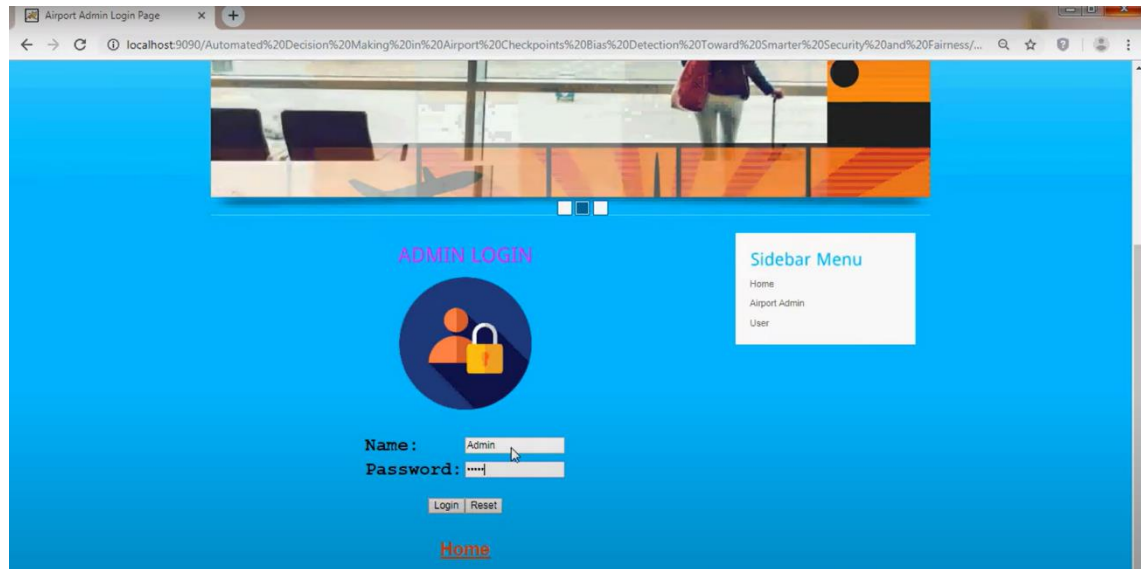 Airport Admin Login Page
localhost:9090/Automated%20Decision%20Making%20in%20Airport%20Checkpoints%20Bias%20Detection%20Toward%20Smarter%20Security%20and%20Fairness/...
ADMIN LOGIN
Sidebar Menu
Home
Airport Admin
User
Name: Admin
Password: •••••
Login Reset
Home